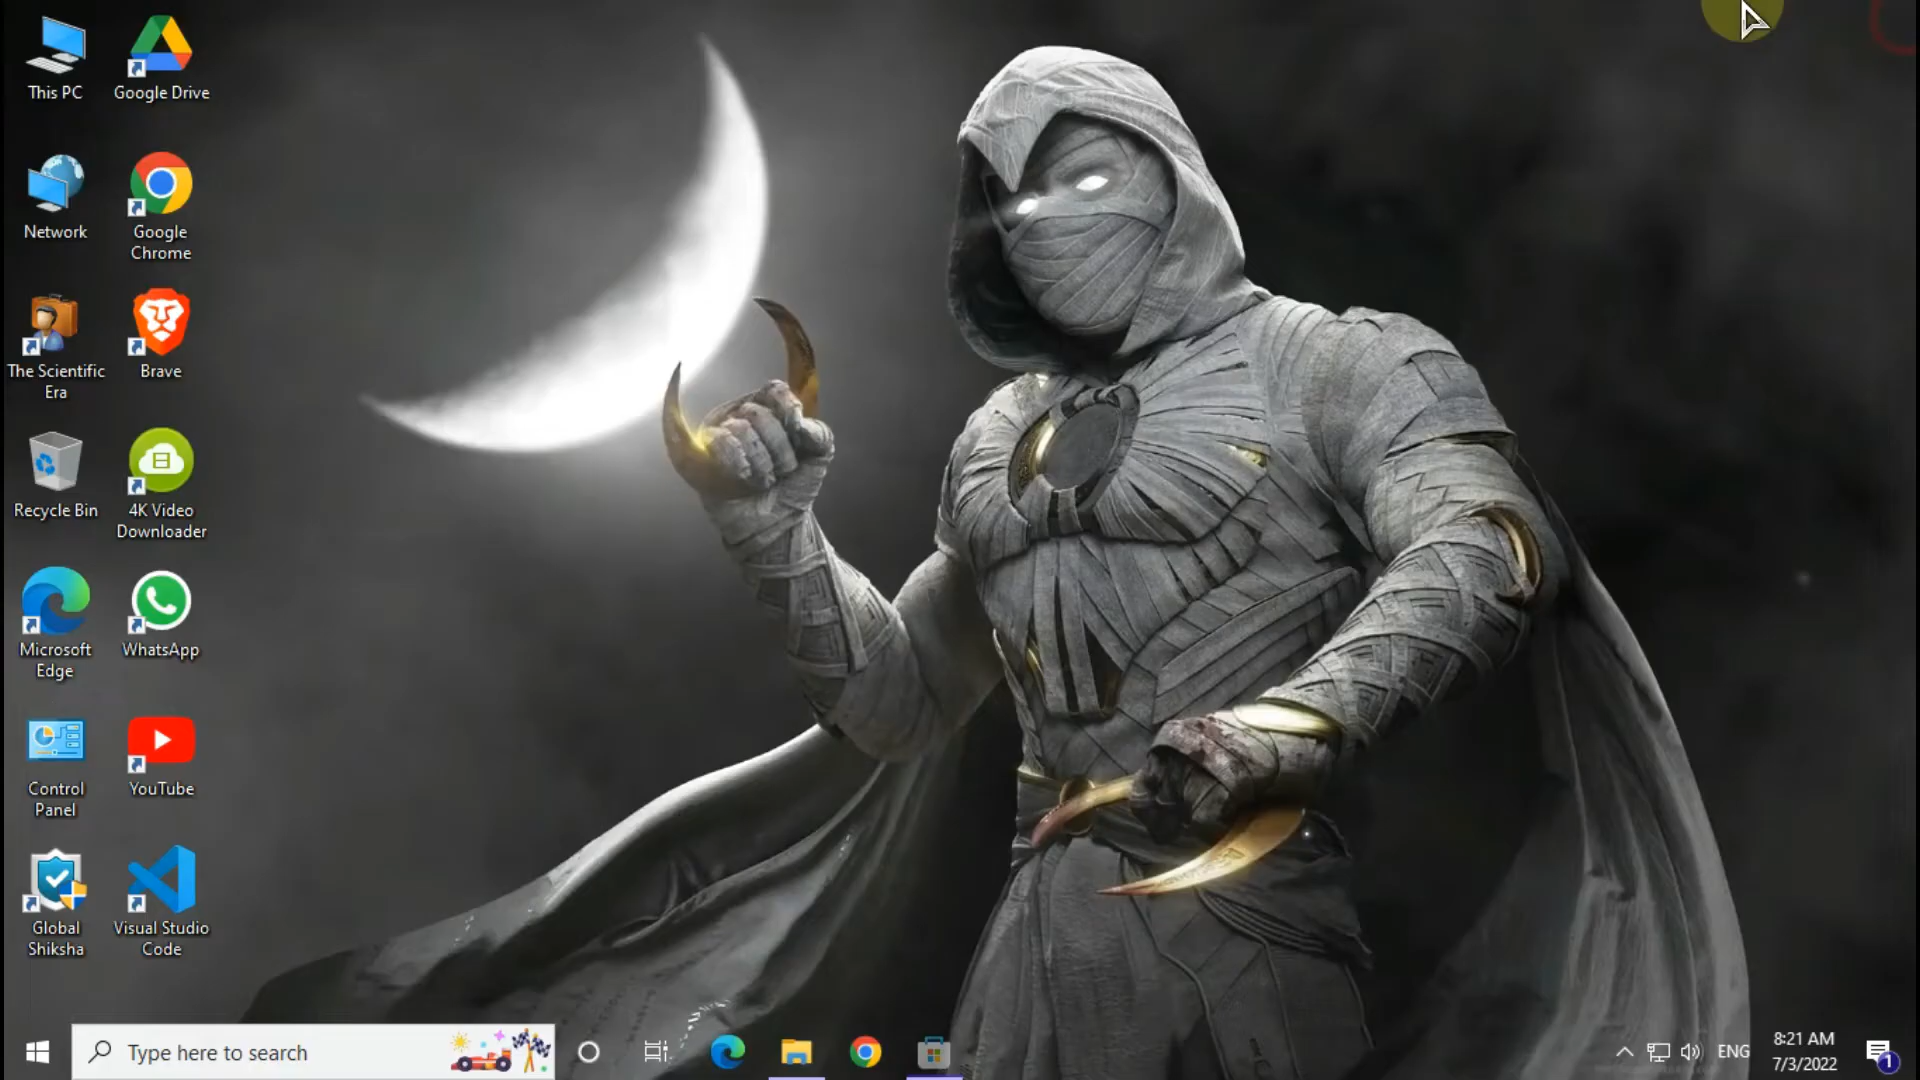 This PC
Google Drive
Network
Google
Chrome
The Scientific
Era
Brave
Recycle Bin
4K Video
Downloader
Microsoft
Edge
WhatsApp
Control
Panel
YouTube
Global
Shiksha
Visual Studio
Code
Type here to search
ENG
8:21 AM
7/3/2022
1